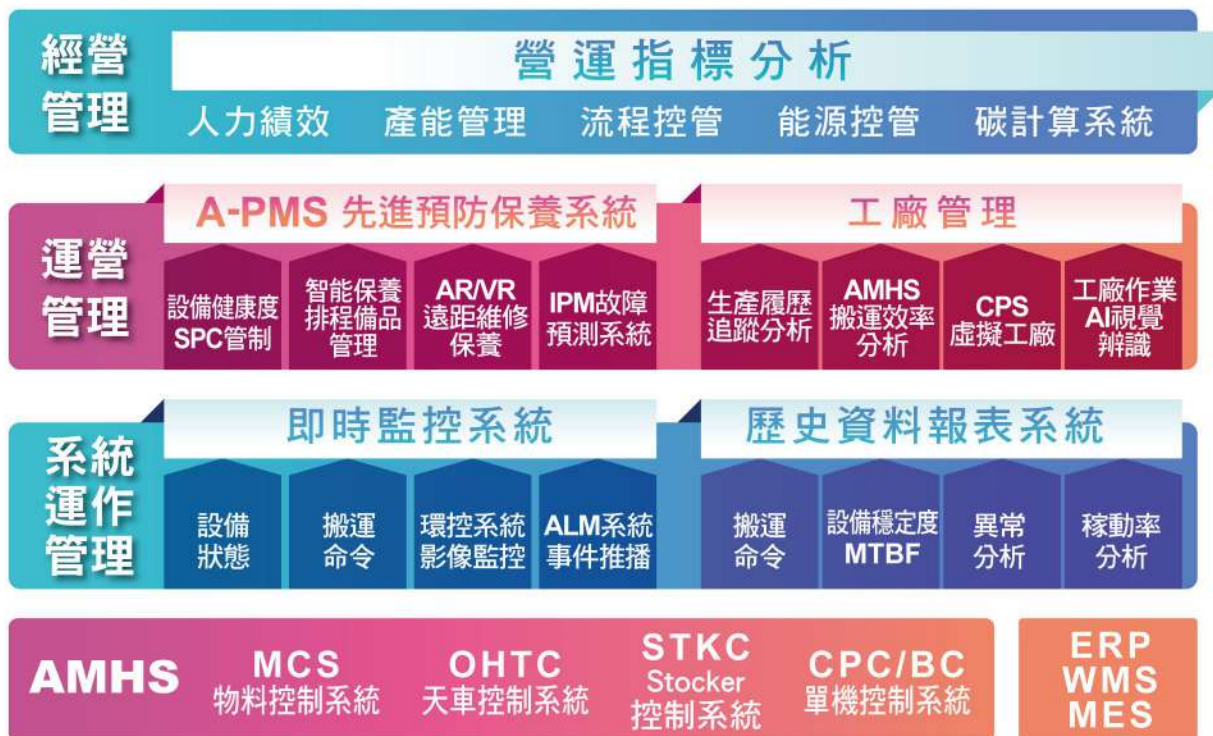 經營
管理
營運指標分析
人力績效
產能管理
流程控管
能源控管
碳計算系統
運營
管理
A-PMS 先進預防保養系統
設備健康度
SPC管制
智能保養
排程備品
管理
AR/VR
遠距維修
保養
IPM故障
預測系統
工廠管理
生產履歷
追蹤分析
AMHS
搬運效率
分析
CPS
虛擬工廠
工廠作業
AI視覺
辨識
系統
運作
管理
即時監控系統
設備
狀態
搬運
命令
環控系統
影像監控
ALM系統
事件推播
歷史資料報表系統
搬運
命令
設備穩定度
MTBF
異常
分析
稼動率
分析
AMHS
MCS
物料控制系統
OHTC
天車控制系統
STKC
Stocker
控制系統
CPC/BC
單機控制系統
ERP
WMS
MES